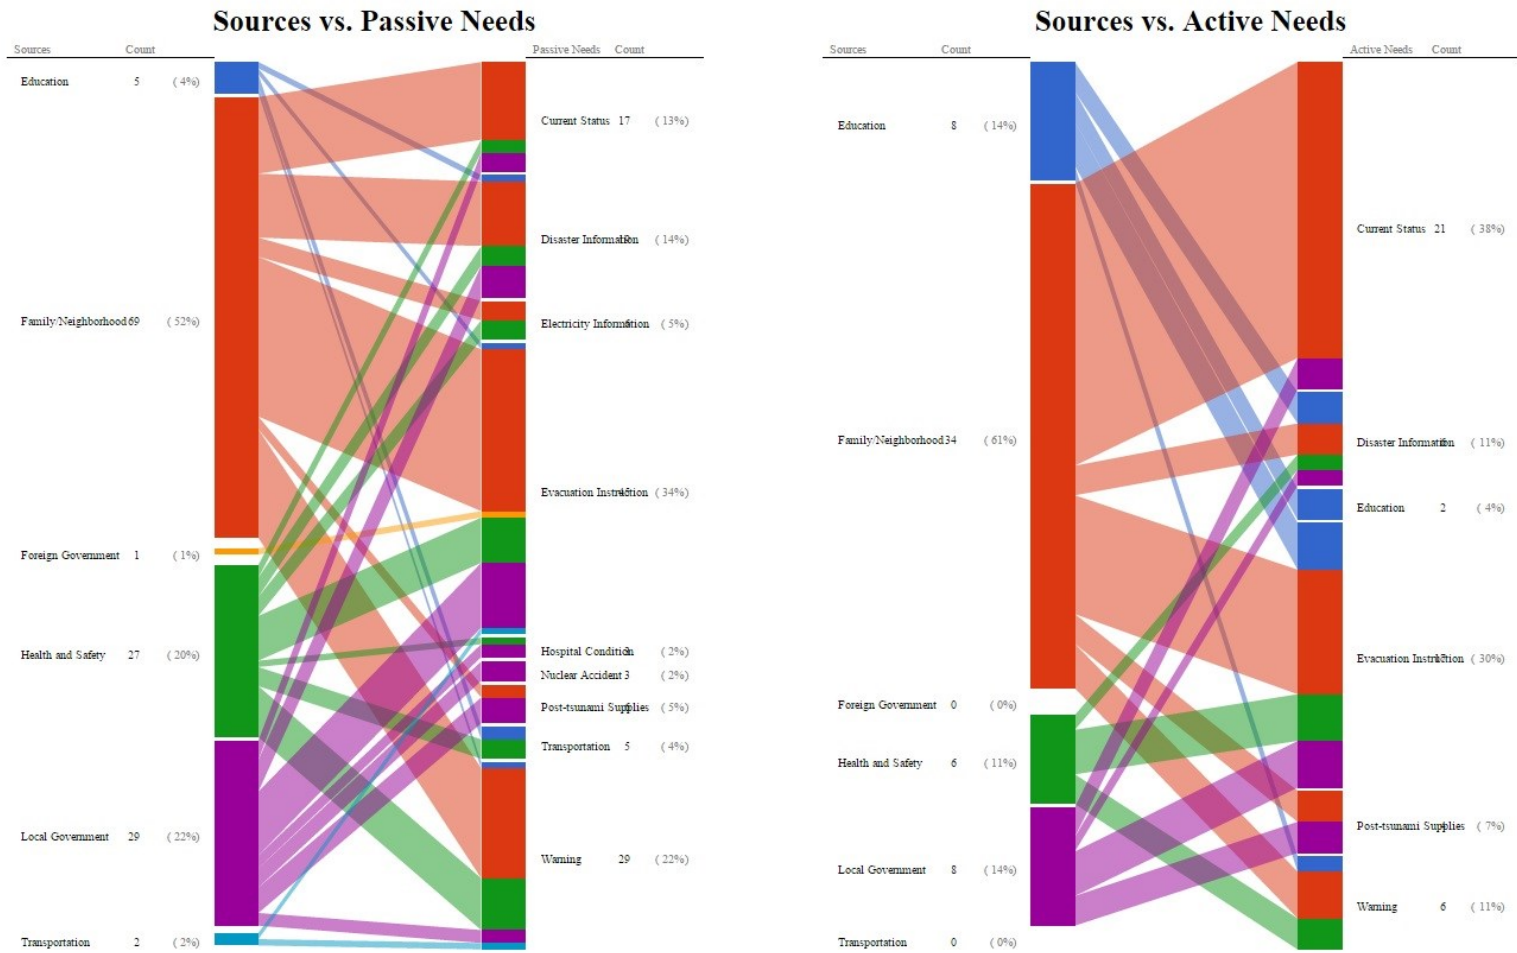 Sources vs. Passive Needs
Sources Count
Passive Needs Count
Education 5 ( 4%)
Family/Neighborhood 69 ( 52%)
Foreign Government 1 ( 1%)
Health and Safety 27 ( 20%)
Local Government 29 ( 22%)
Transportation 2 ( 2%)
Current Status 17 ( 13%)
Disaster Information ( 14%)
Electricity Information ( 5%)
Evacuation Instruction ( 34%)
Hospital Condition ( 2%)
Nuclear Accident 3 ( 2%)
Post-tsunami Supplies ( 5%)
Transportation 5 ( 4%)
Warning 29 ( 22%)
Sources vs. Active Needs
Sources Count
Active Needs Count
Education 8 ( 14%)
Family/Neighborhood 34 ( 61%)
Foreign Government 0 ( 0%)
Health and Safety 6 ( 11%)
Local Government 8 ( 14%)
Transportation 0 ( 0%)
Current Status 21 ( 38%)
Disaster Information ( 11%)
Education 2 ( 4%)
Evacuation Instruction ( 30%)
Post-tsunami Supplies ( 7%)
Warning 6 ( 11%)